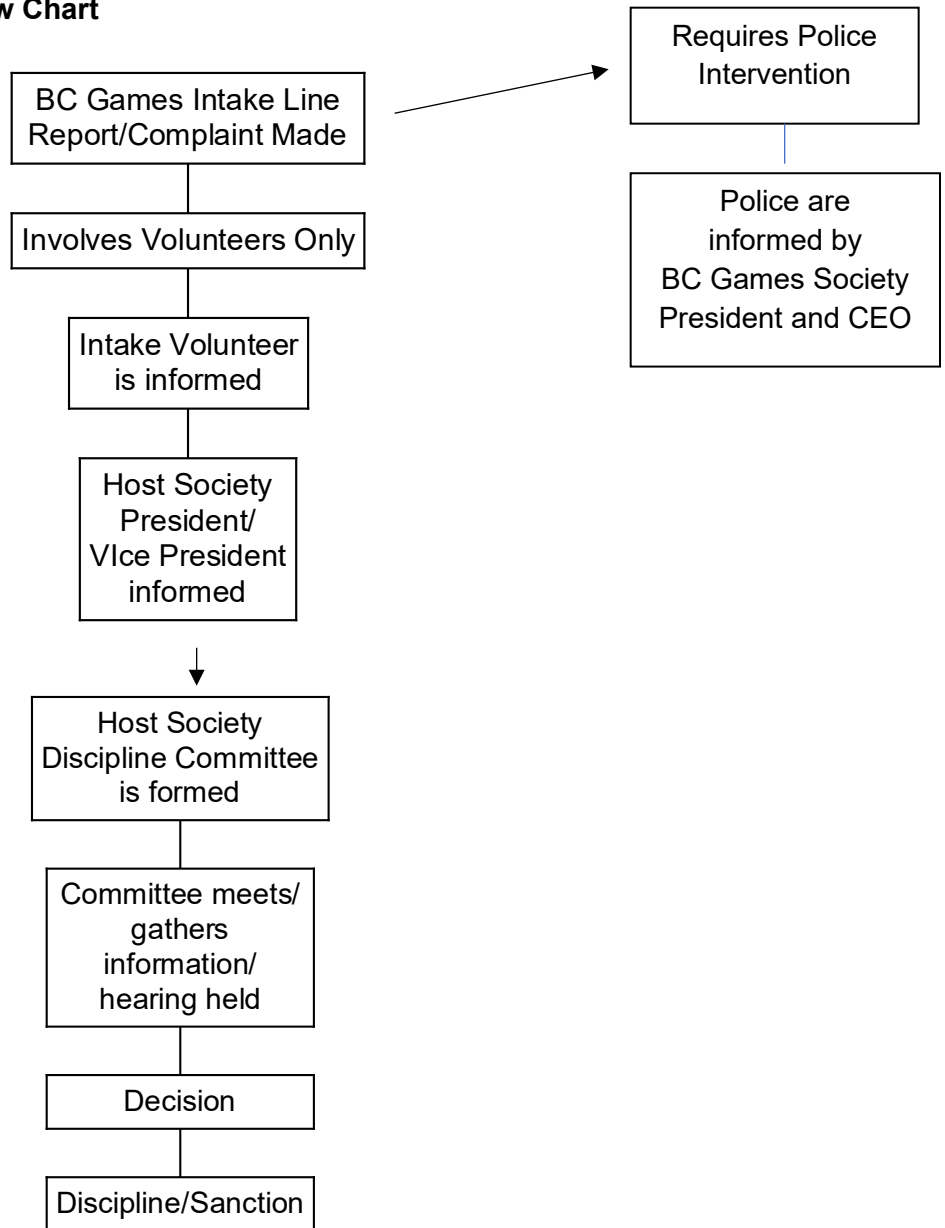 w Chart
BC Games Intake Line
Report/Complaint Made
Involves Volunteers Only
Intake Volunteer
is informed
Host Society
President/
VIce President
informed
Host Society
Discipline Committee
is formed
Committee meets/
gathers
information/
hearing held
Decision
Discipline/Sanction
Requires Police
Intervention
Police are
informed by
BC Games Society
President and CEO